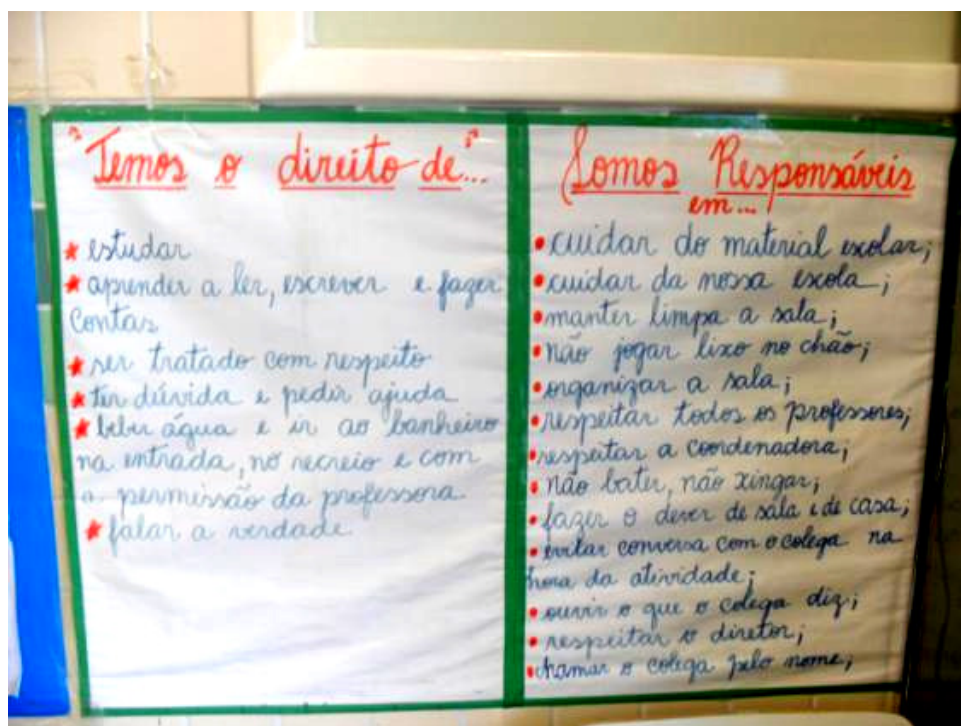 "Temos o direito de"...
★ estudar
★ aprender a ler, escrever e fazer
contas
★ ser tratado com respeito
★ ter dúvida e pedir ajuda
★ beber água e ir ao banheiro
na entrada, no recreio e com
a permissão da professora
★ falar a verdade
Somos Responsáveis
em...
• cuidar do material escolar;
• cuidar da nossa escola;
• manter limpa a sala;
• não jogar lixo no chão;
• organizar a sala;
• respeitar todos os professores;
• respeitar a coordenadora;
• não bater, não xingar;
• fazer o dever de sala e de casa;
• evitar conversa com o colega na
hora da atividade;
• ouvir o que o colega diz;
• respeitar o diretor;
• chamar o colega pelo nome;